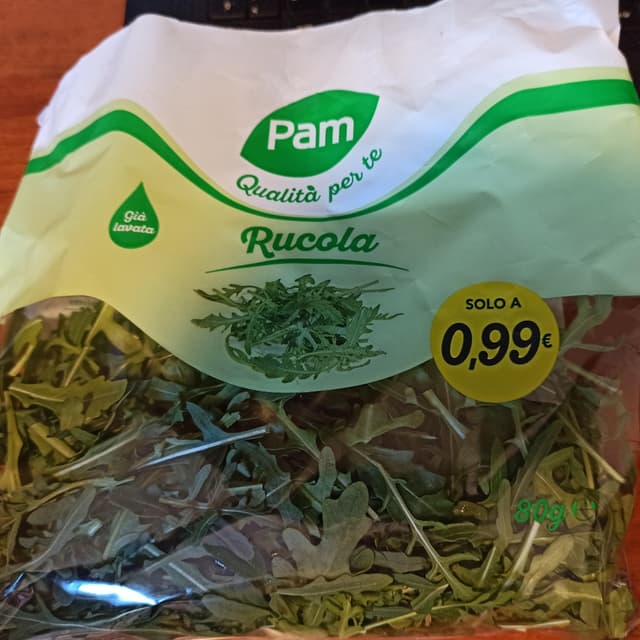 Pam
Qualità per te
Già
lavata
Rucola
SOLO A
0,99€
80g e